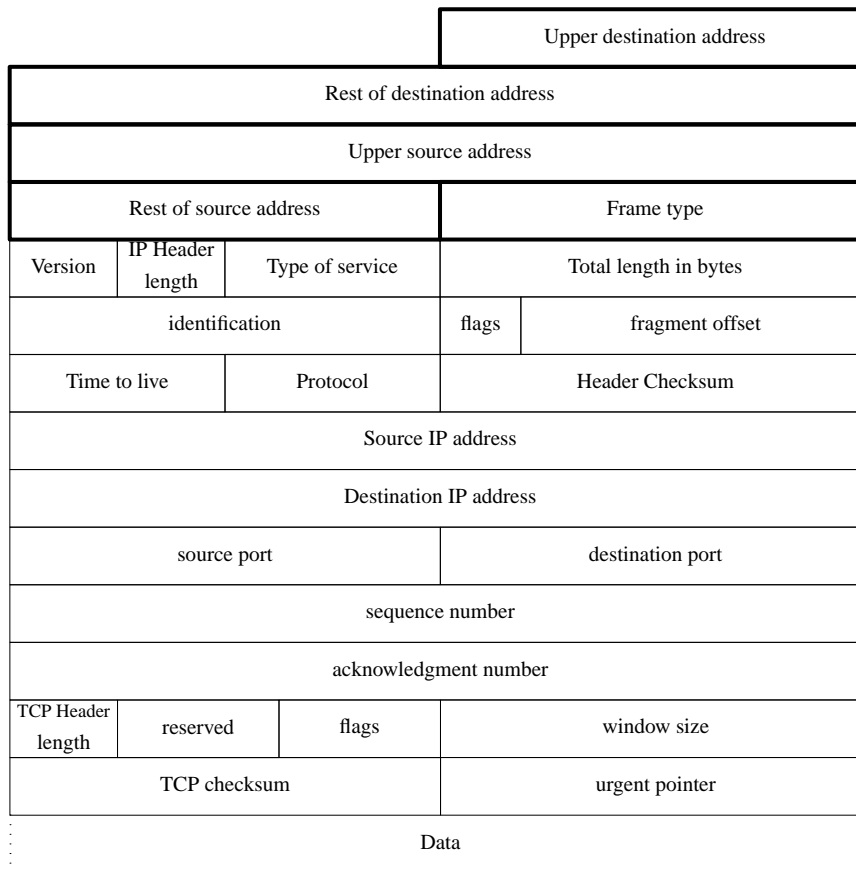 Upper destination address
Rest of destination address
Upper source address
Rest of source address
Frame type
Version
IP Header
length
Type of service
Total length in bytes
identification
flags
fragment offset
Time to live
Protocol
Header Checksum
Source IP address
Destination IP address
source port
destination port
sequence number
acknowledgment number
TCP Header
length
reserved
flags
window size
TCP checksum
urgent pointer
Data